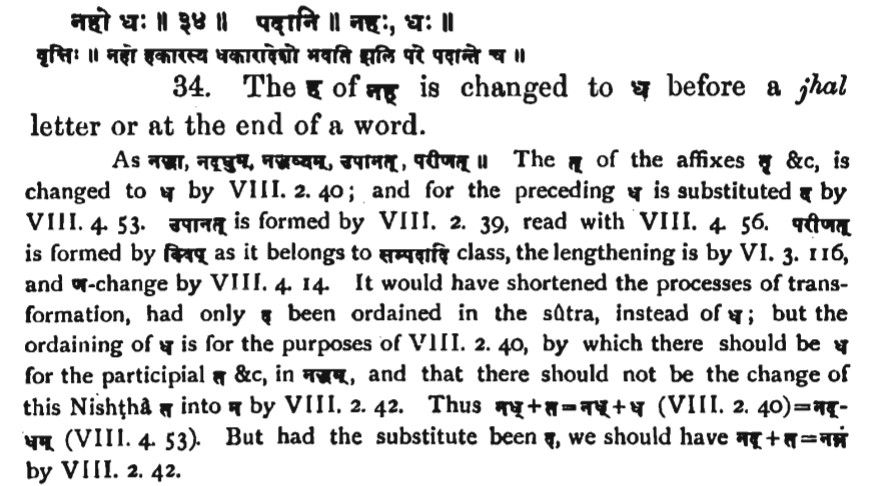 नहो धः ॥ ३४ ॥ पदानि ॥ नहः, धः ॥
वृत्तिः ॥ नहो हकारस्य धकारादेशो भवति झलि परे पदान्ते च ॥
34. The ह् of नह् is changed to ध् before a jhal
letter or at the end of a word.
As नद्धा, नद्धुम्, नद्धव्यम्, उपानत्, परीणत् ॥ The त् of the affixes तृ &c, is
changed to ध् by VIII. 2. 40; and for the preceding ध् is substituted द् by
VIII. 4. 53. उपानत् is formed by VIII. 2. 39, read with VIII. 4. 56. परीणत्
is formed by क्विप् as it belongs to सम्पदादि class, the lengthening is by VI. 3. 116,
and ण-change by VIII. 4. 14. It would have shortened the processes of trans-
formation, had only द् been ordained in the sûtra, instead of ध्; but the
ordaining of ध् is for the purposes of VIII. 2. 40, by which there should be ध्
for the participial त &c, in नद्धम्, and that there should not be the change of
this Nishṭhâ त into न by VIII. 2. 42. Thus नध्+त=नध्+ध (VIII. 2. 40)=नद्-
धम् (VIII. 4. 53). But had the substitute been द्, we should have नद्+त=नन्नं
by VIII. 2. 42.